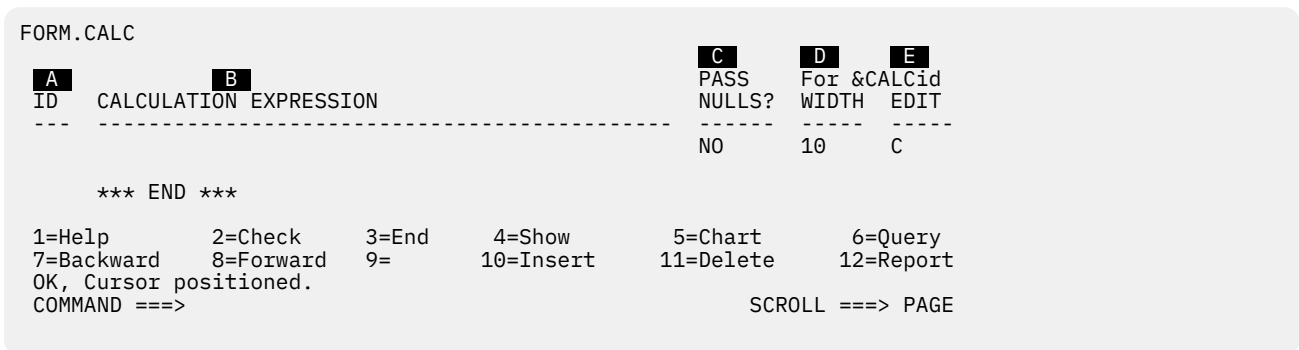 FORM.CALC
C D E
A B PASS For &CALCid
ID CALCULATION EXPRESSION NULLS? WIDTH EDIT
--- --------------------------------------------- ------ ----- -----
NO 10 C
*** END ***
1=Help 2=Check 3=End 4=Show 5=Chart 6=Query
7=Backward 8=Forward 9= 10=Insert 11=Delete 12=Report
OK, Cursor positioned.
COMMAND ===> SCROLL ===> PAGE